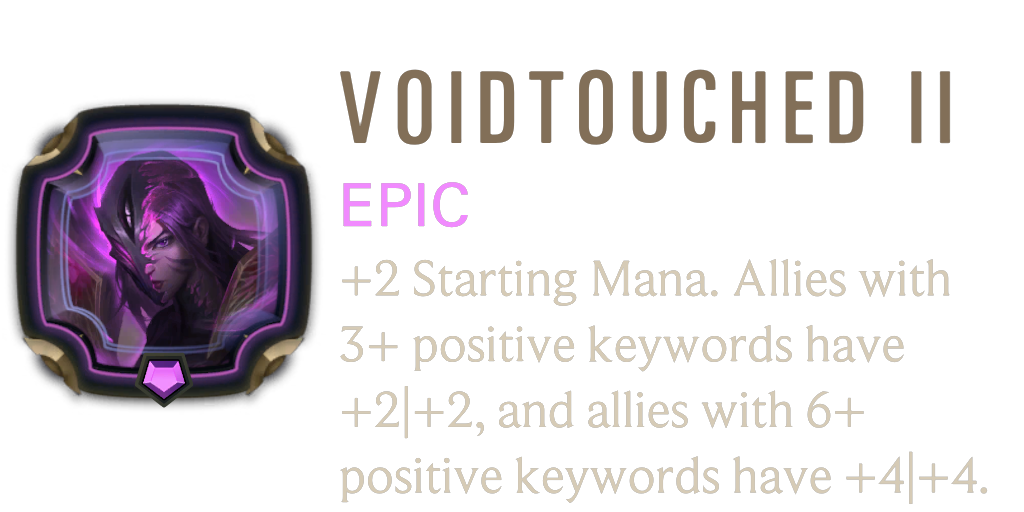 VOIDTOUCHED II
EPIC
+2 Starting Mana. Allies with
3+ positive keywords have
+2|+2, and allies with 6+
positive keywords have +4|+4.